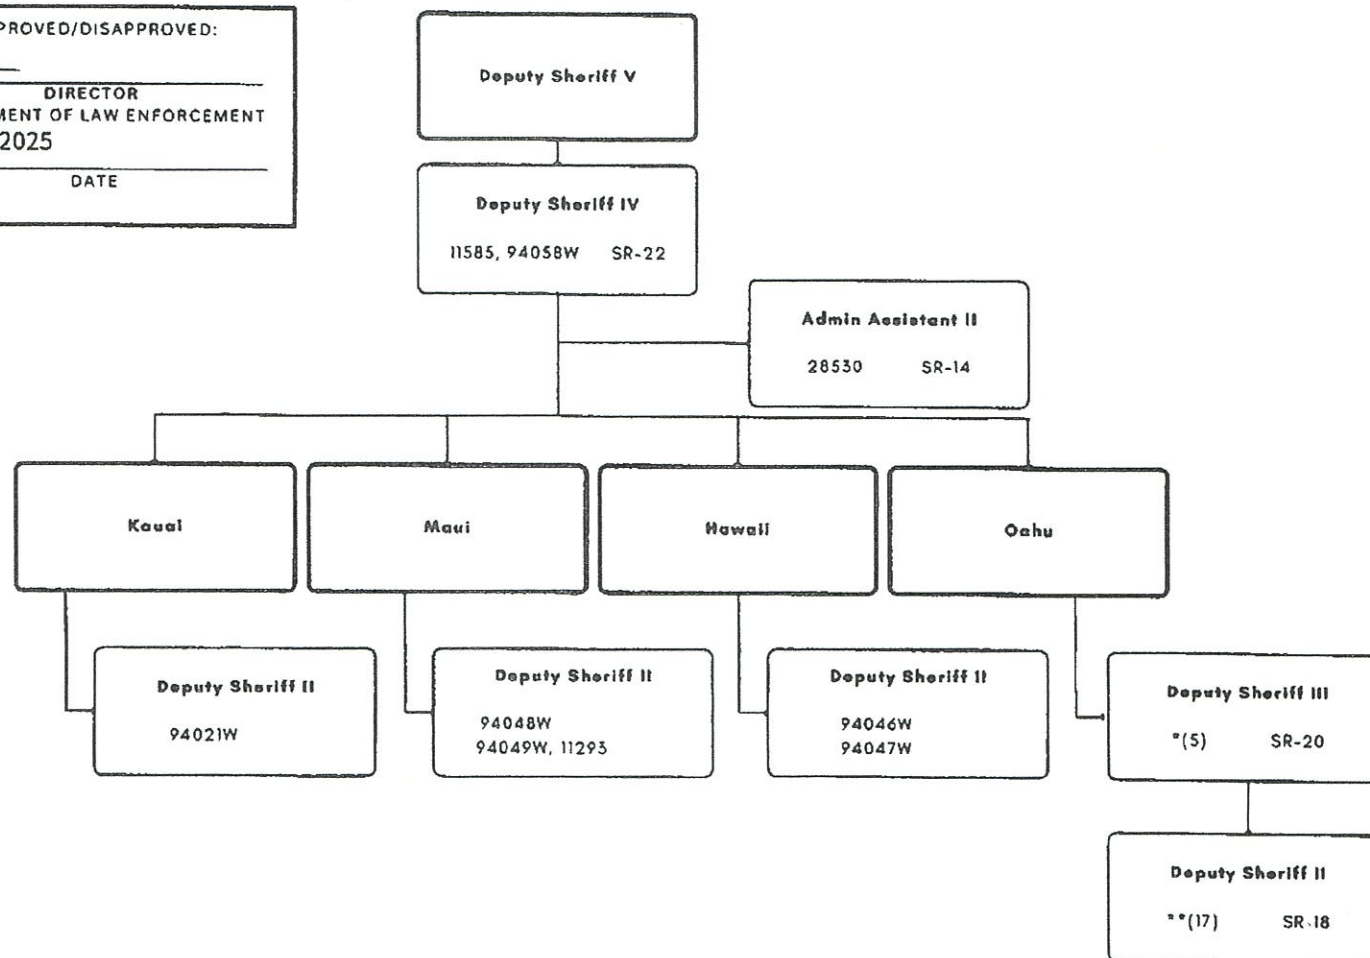 PROVED/DISAPPROVED:
DIRECTOR
MENT OF LAW ENFORCEMENT
2025
DATE
Deputy Sheriff V
Deputy Sheriff IV
11585, 94058W SR-22
Admin Assistant II
28530 SR-14
Kauai
Maui
Hawaii
Oahu
Deputy Sheriff II
94021W
Deputy Sheriff II
94048W
94049W, 11293
Deputy Sheriff II
94046W
94047W
Deputy Sheriff III
*(5) SR-20
Deputy Sheriff II
**(17) SR-18